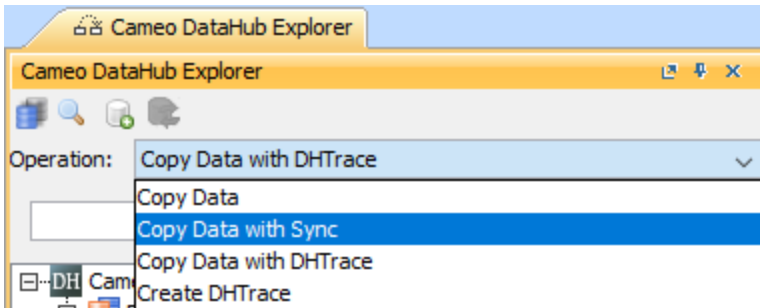 Cameo DataHub Explorer
Cameo DataHub Explorer
Operation: Copy Data with DHTrace
Copy Data
Copy Data with Sync
Copy Data with DHTrace
DH Came
Create DHTrace